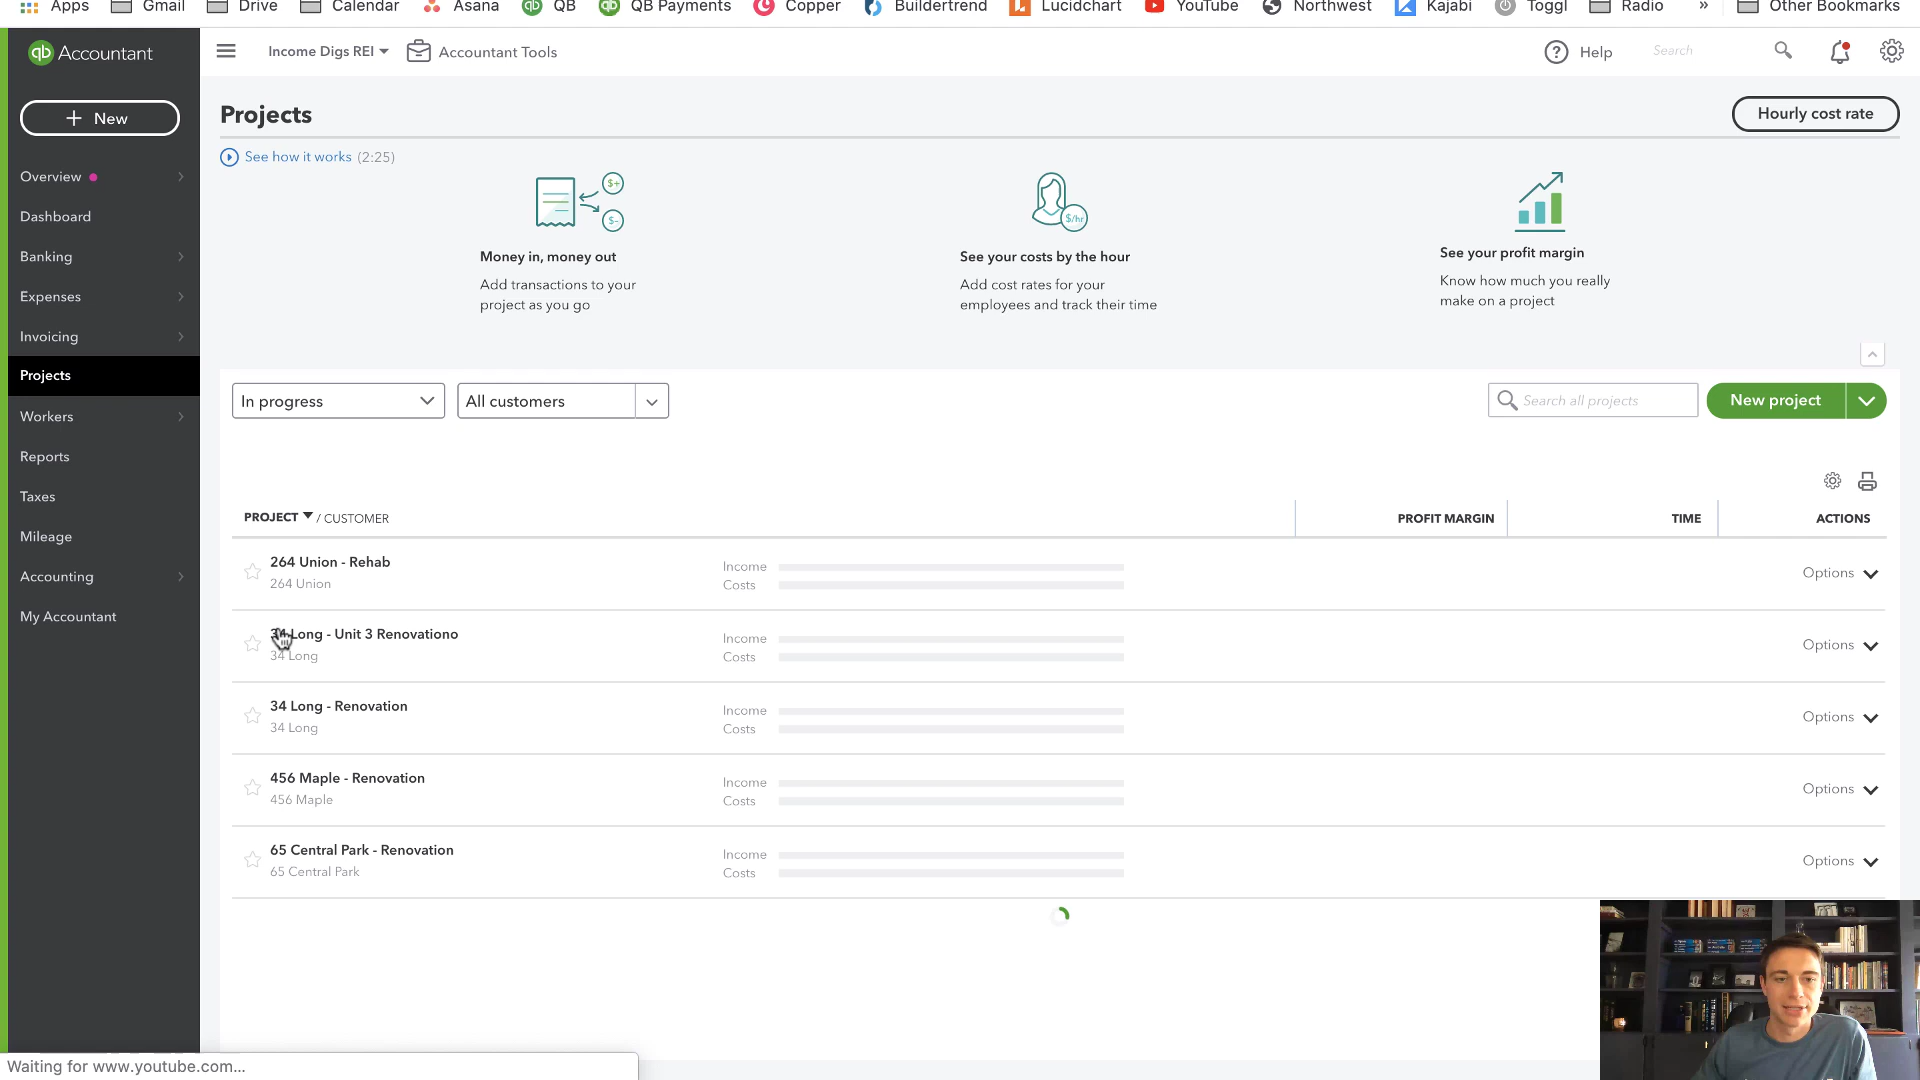 Apps Gmail Drive Calendar Asana QB QB Payments Copper Buildertrend Lucidchart YouTube Northwest Kajabi Toggl Radio » Other Bookmarks
qb Accountant
Income Digs REI Accountant Tools
? Help Search
+ New
Projects
Hourly cost rate
See how it works (2:25)
Overview
Dashboard
Banking
Expenses
Invoicing
Projects
Workers
Reports
Taxes
Mileage
Accounting
My Accountant
$+
$-
Money in, money out
Add transactions to your
project as you go
$/hr
See your costs by the hour
Add cost rates for your
employees and track their time
See your profit margin
Know how much you really
make on a project
In progress All customers Search all projects New project
PROJECT / CUSTOMER PROFIT MARGIN TIME ACTIONS
264 Union - Rehab
264 Union
Income
Costs
Options
34 Long - Unit 3 Renovationo
34 Long
Income
Costs
Options
34 Long - Renovation
34 Long
Income
Costs
Options
456 Maple - Renovation
456 Maple
Income
Costs
Options
65 Central Park - Renovation
65 Central Park
Income
Costs
Options
Waiting for www.youtube.com...